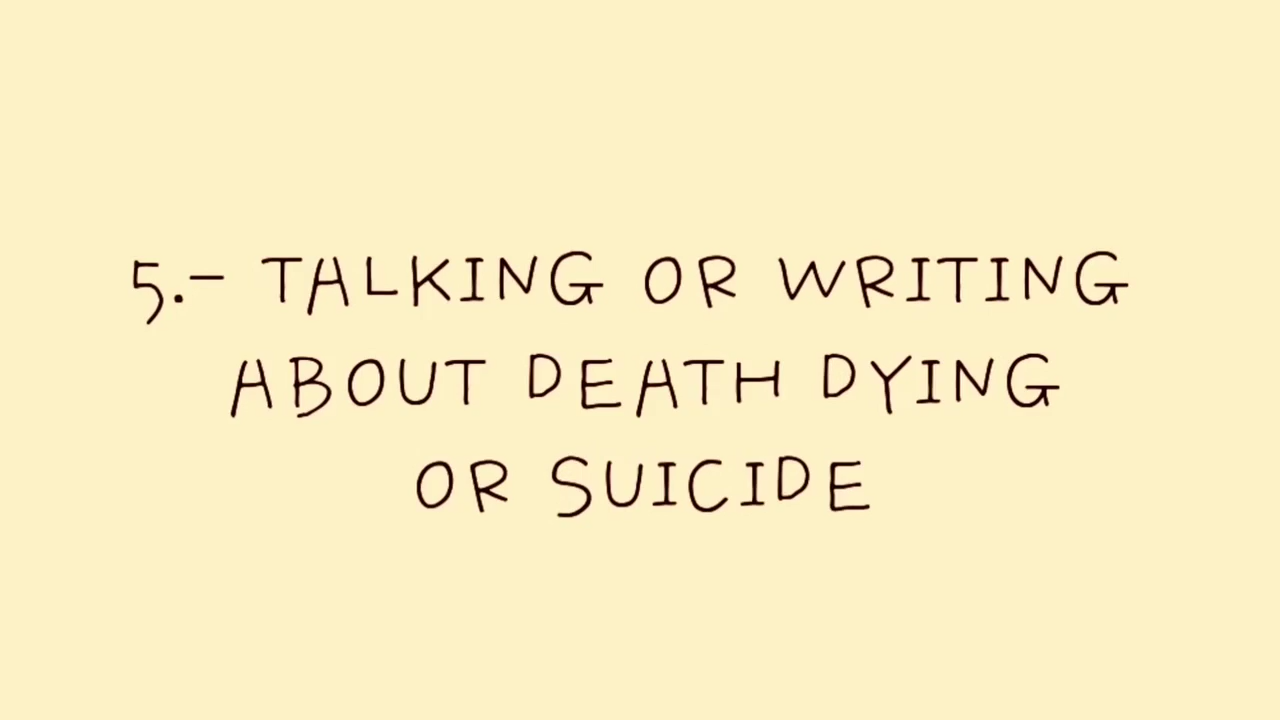 5.- TALKING OR WRITING
ABOUT DEATH DYING
OR SUICIDE